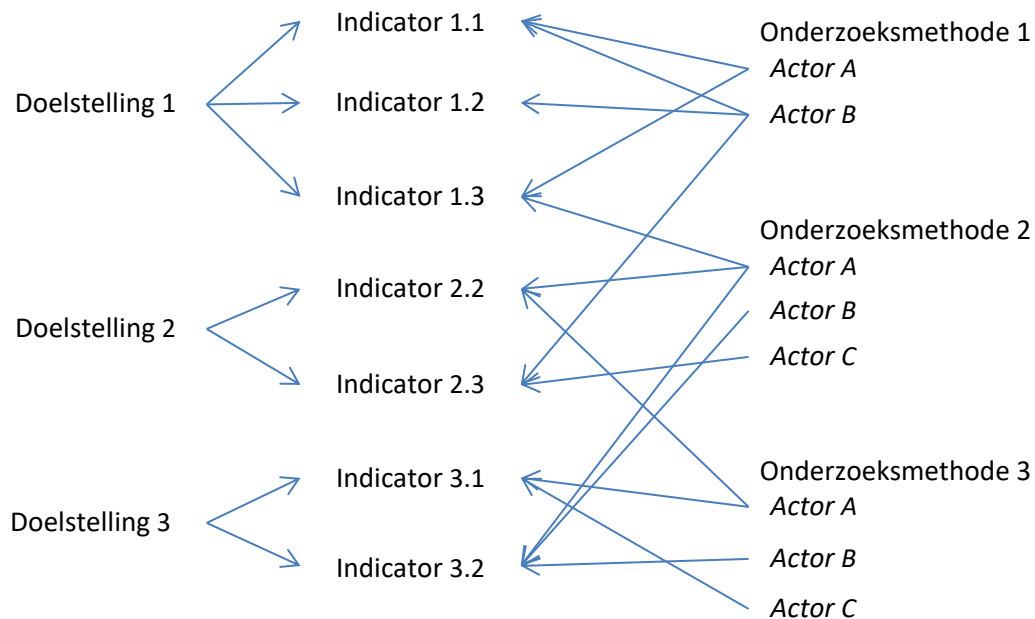 Doelstelling 1
Doelstelling 2
Doelstelling 3
Indicator 1.1
Indicator 1.2
Indicator 1.3
Indicator 2.2
Indicator 2.3
Indicator 3.1
Indicator 3.2
Onderzoeksmethode 1
Actor A
Actor B
Onderzoeksmethode 2
Actor A
Actor B
Actor C
Onderzoeksmethode 3
Actor A
Actor B
Actor C